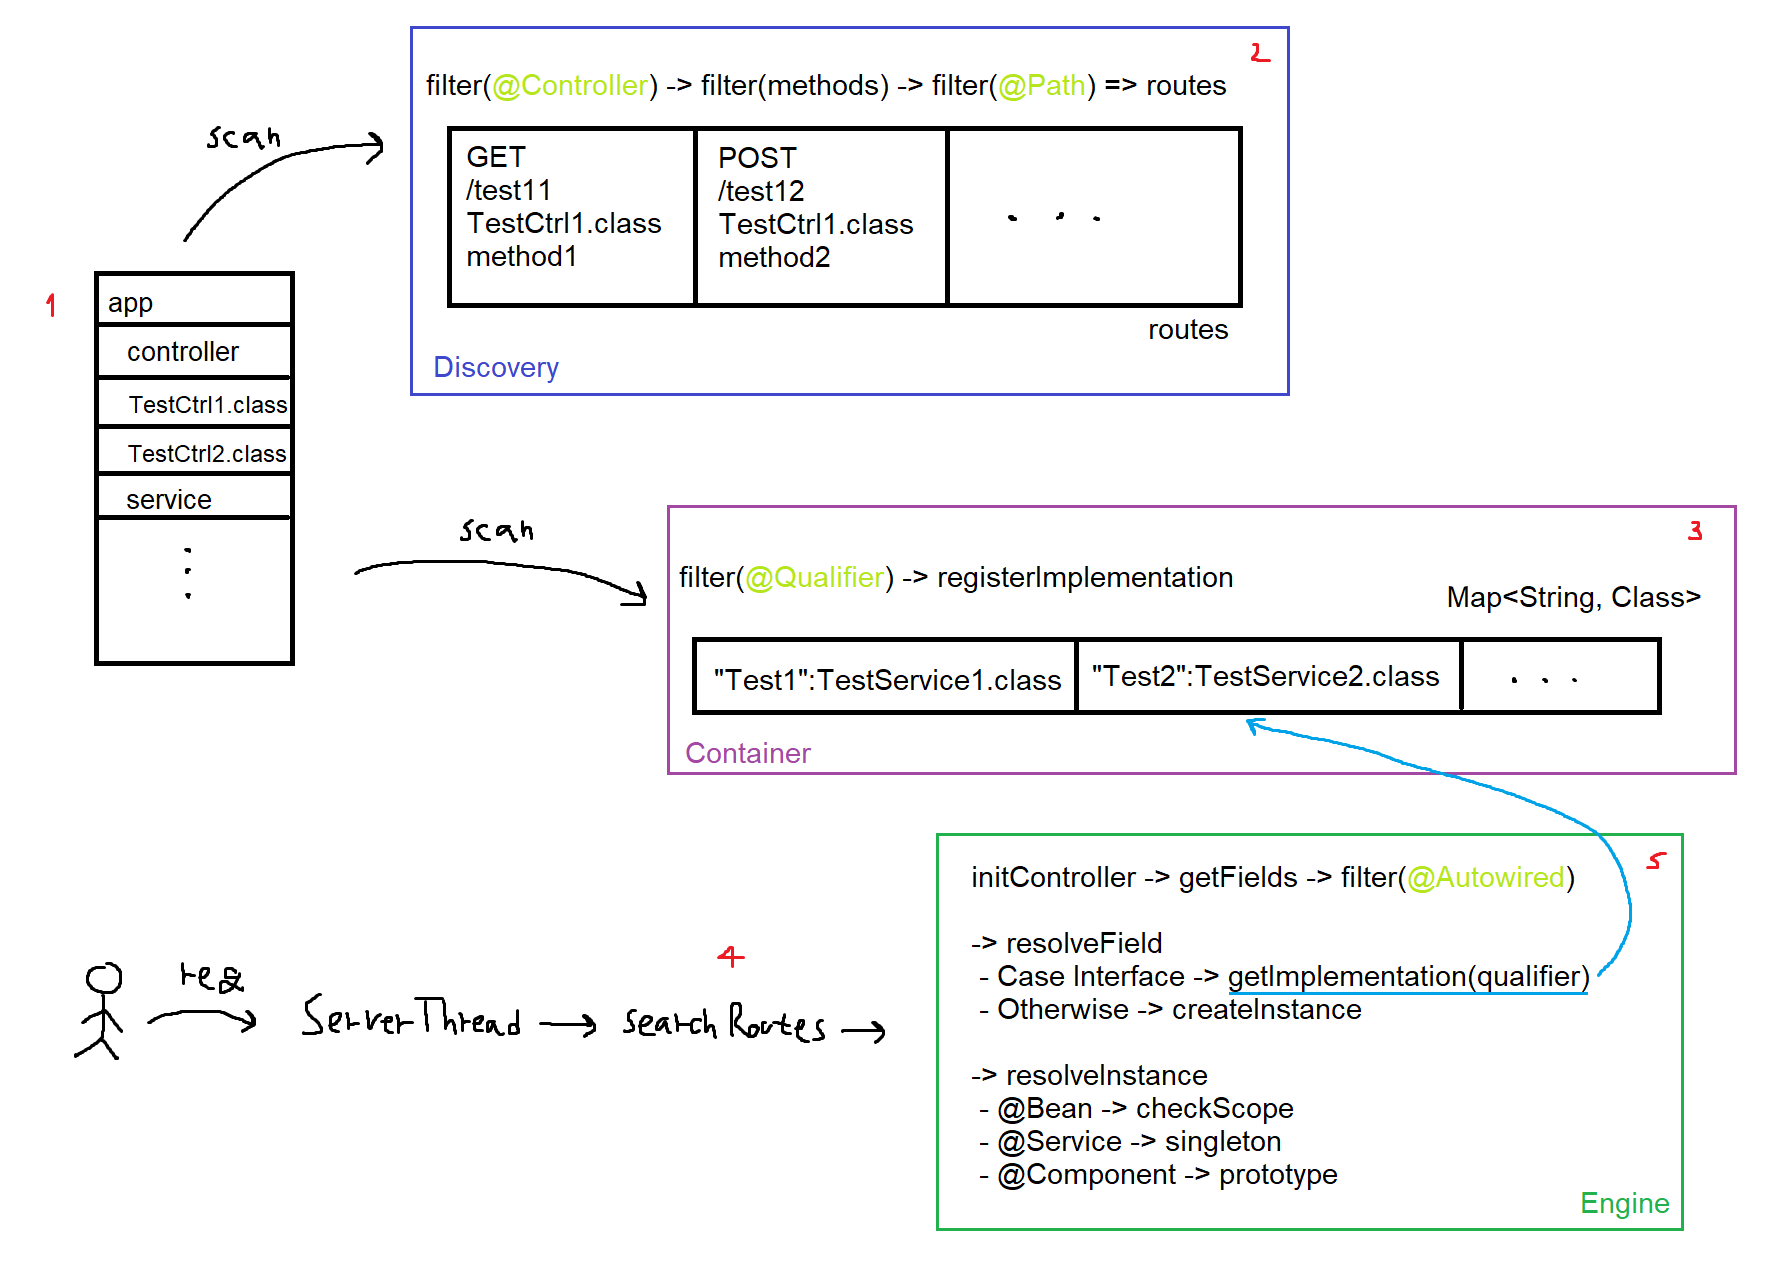 2
filter(@Controller) -> filter(methods) -> filter(@Path) => routes
scan
GET
/test11
TestCtrl1.class
method1
POST
/test12
TestCtrl1.class
method2
. . .
routes
Discovery
1
app
controller
TestCtrl1.class
TestCtrl2.class
service
scan
3
filter(@Qualifier) -> registerImplementation
Map<String, Class>
"Test1":TestService1.class
"Test2":TestService2.class
. . .
Container
4
req
ServerThread
searchRoutes
5
initController -> getFields -> filter(@Autowired)
-> resolveField
- Case Interface -> getImplementation(qualifier)
- Otherwise -> createInstance
-> resolveInstance
- @Bean -> checkScope
- @Service -> singleton
- @Component -> prototype
Engine